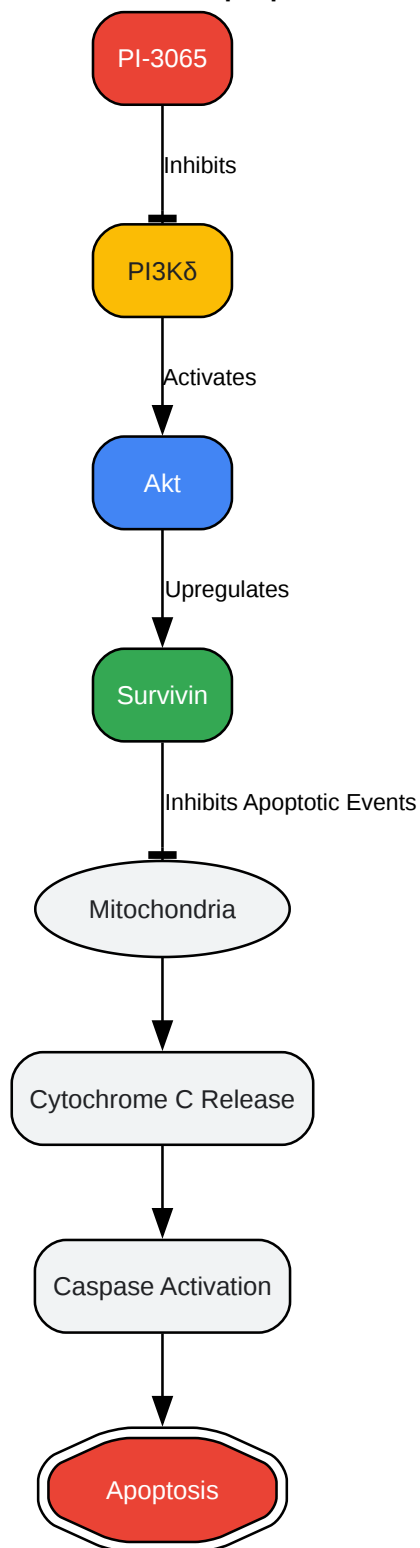 PI-3065
Inhibits
PI3Kδ
Activates
Akt
Upregulates
Survivin
Inhibits Apoptotic Events
Mitochondria
Cytochrome C Release
Caspase Activation
Apoptosis